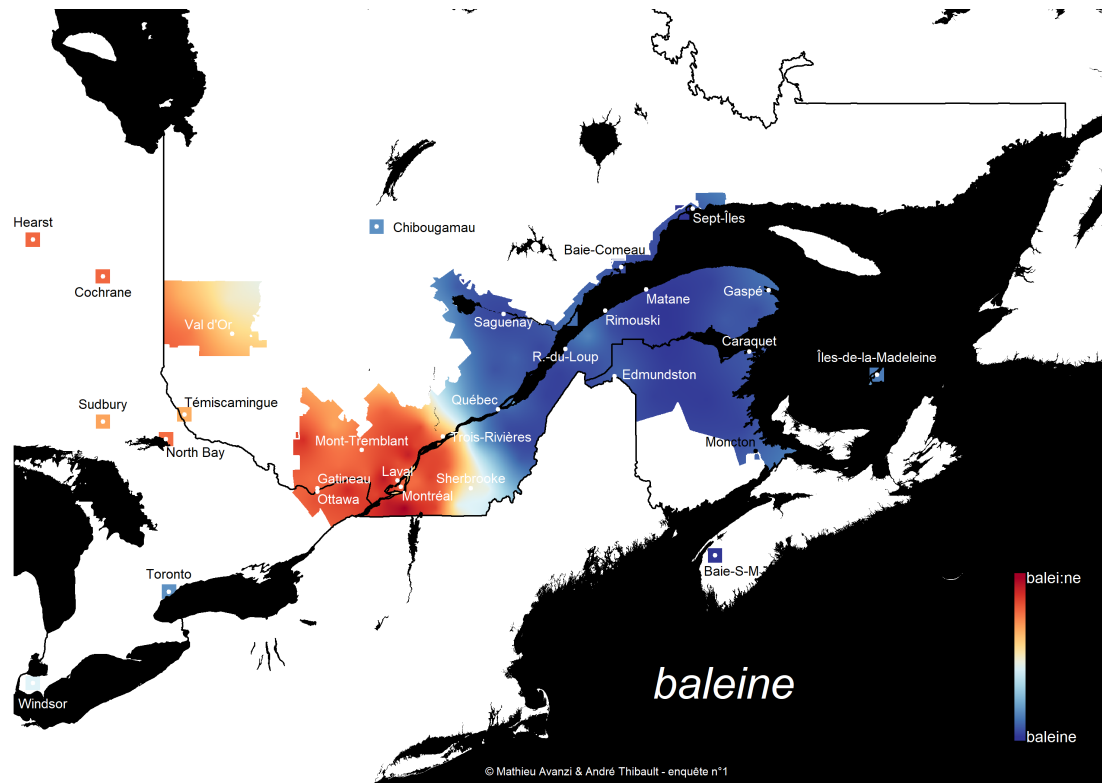 Hearst
Chibougamau
Sept-Îles
Baie-Comeau
Cochrane
Matane
Gaspé
Saguenay
Rimouski
Val d'Or
Caraquet
R.-du-Loup
Îles-de-la-Madeleine
Edmundston
Québec
Sudbury
Témiscamingue
Trois-Rivières
Mont-Tremblant
Moncton
North Bay
Laval
Sherbrooke
Gatineau
Montréal
Ottawa
Baie-S-M-
Toronto
balei:ne
baleine
Windsor
baleine
© Mathieu Avanzi & André Thibault - enquête n°1